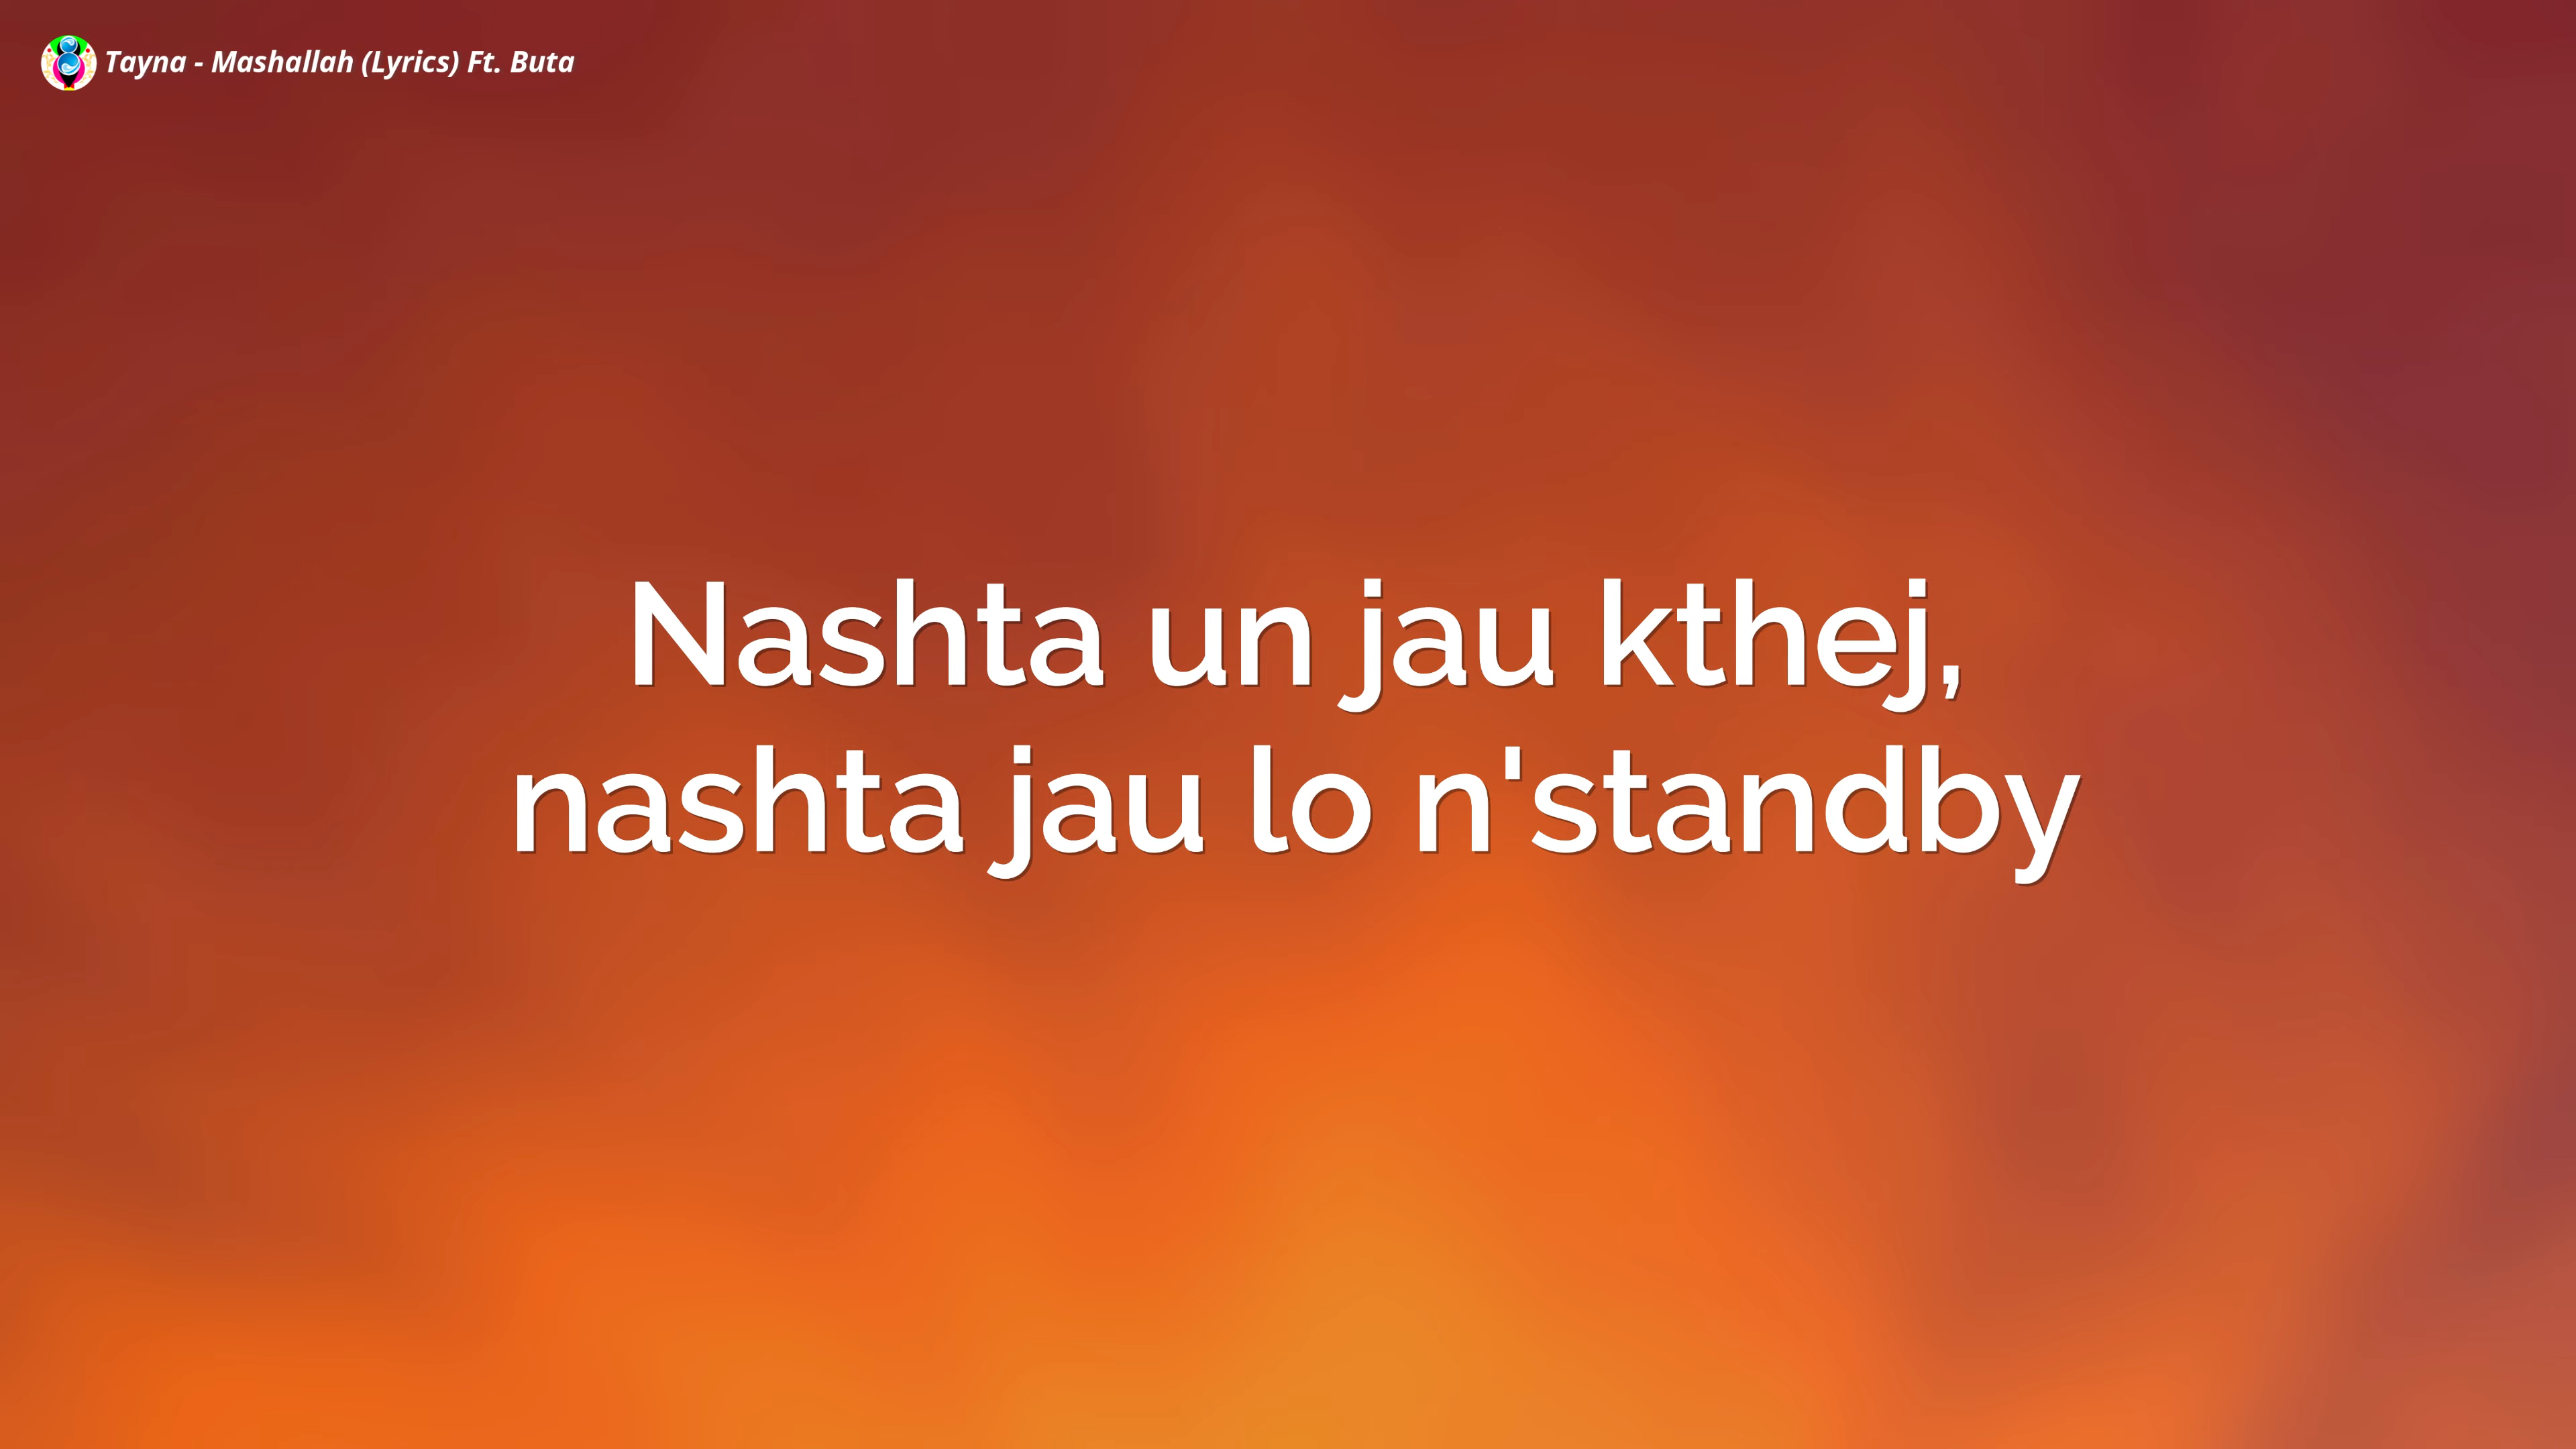 Tayna - Mashallah (Lyrics) Ft. Buta
Nashta un jau kthej,
nashta jau lo n'standby